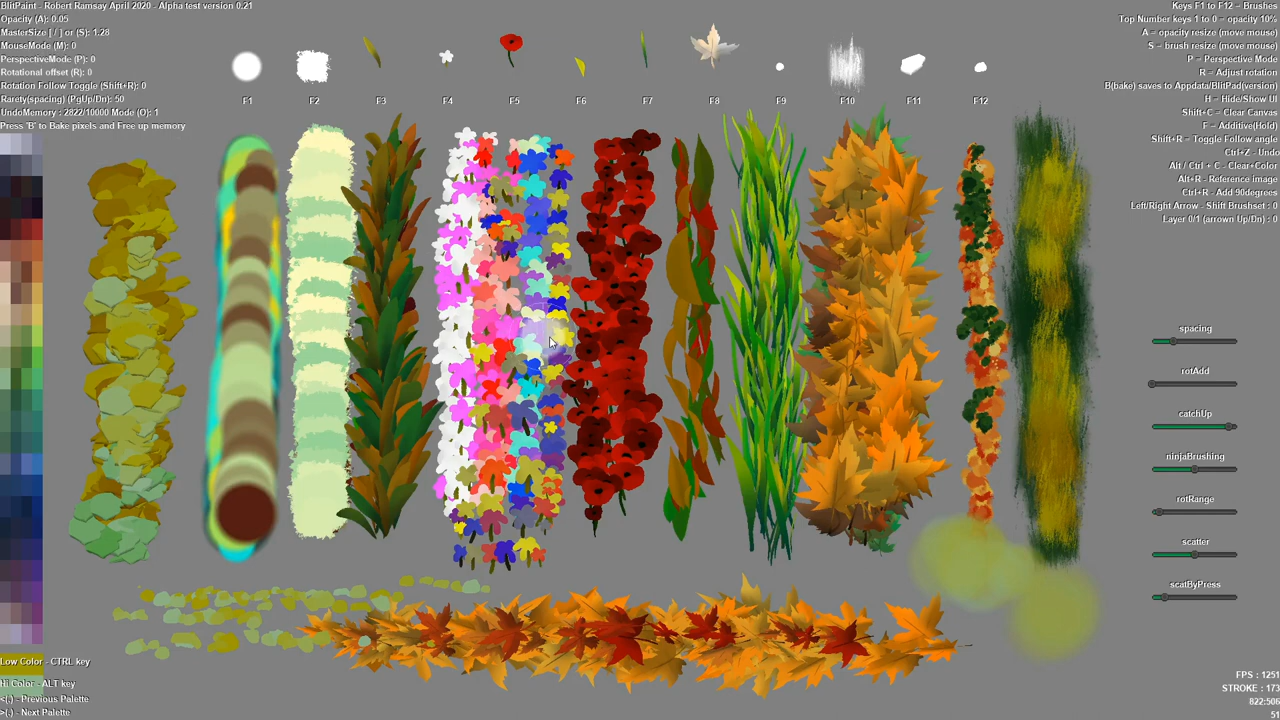 BlitPaint - Robert Ramsay April 2020 - Alpha test version 0.21
Opacity (A): 0.05
MasterSize [ / ] or (S): 1.28
MouseMode (M): 0
PerspectiveMode (P): 0
Rotational offset (R): 0
Rotation Follow Toggle (Shift+R): 0
Rarety(spacing) (PgUp/Dn): 50
UndoMemory : 2822/10000 Mode (O): 1
Press "B" to Bake pixels and Free up memory
F1
F2
F3
F4
F5
F6
F7
F8
F9
F10
F11
F12
Keys F1 to F12 = Brushes
Top Number keys 1 to 0 = opacity 10%
A = opacity resize (move mouse)
S = brush resize (move mouse)
P = Perspective Mode
R = Adjust rotation
B(bake) saves to Appdata/BlitPad(version)
H = Hide/Show UI
Shift+C = Clear Canvas
F = Additive(Hold)
Shift+R = Toggle Follow angle
Ctrl+Z - Undo
Alt / Ctrl + C - Clear+Color
Alt+R - Reference image
Ctrl+R - Add 90degrees
Left/Right Arrow - Shift Brushset : 0
Layer 0/1 (arrown Up/Dn) : 0
spacing
rotAdd
catchUp
ninjaBrushing
rotRange
scatter
scatByPress
Low Color - CTRL key
Hi Color - ALT key
<(,) - Previous Palette
>(.) - Next Palette
FPS : 1251
STROKE : 173
822:506
51